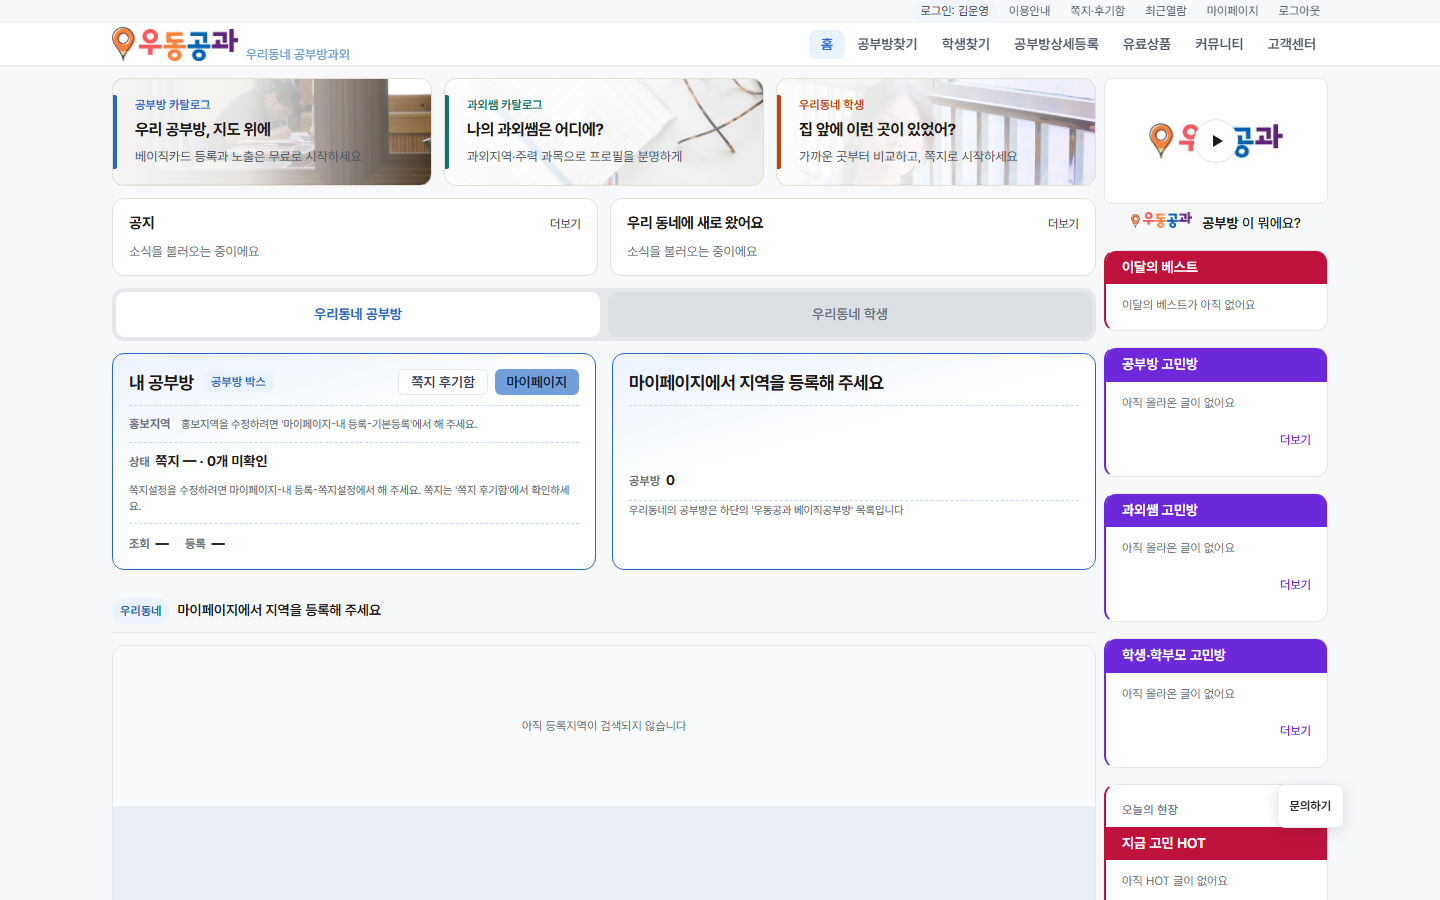 로그인: 김운영 이용안내 쪽지·후기함 최근열람 마이페이지 로그아웃
우동공과 우리동네 공부방과외
홈 공부방찾기 학생찾기 공부방상세등록 유료상품 커뮤니티 고객센터
공부방 카탈로그
우리 공부방, 지도 위에
베이직카드 등록과 노출은 무료로 시작하세요
과외쌤 카탈로그
나의 과외쌤은 어디에?
과외지역·주력 과목으로 프로필을 분명하게
우리동네 학생
집 앞에 이런 곳이 있었어?
가까운 곳부터 비교하고, 쪽지로 시작하세요
공과
우동공과 공부방 이 뭐에요?
공지 더보기
소식을 불러오는 중이에요
우리 동네에 새로 왔어요 더보기
소식을 불러오는 중이에요
우리동네 공부방 우리동네 학생
내 공부방 공부방 박스 쪽지 후기함 마이페이지
홍보지역 홍보지역을 수정하려면 '마이페이지-내 등록-기본등록'에서 해 주세요.
상태 쪽지 — · 0개 미확인
쪽지설정을 수정하려면 마이페이지-내 등록-쪽지설정에서 해 주세요. 쪽지는 '쪽지 후기함'에서 확인하세
요.
조회 — 등록 —
마이페이지에서 지역을 등록해 주세요
공부방 0
우리동네의 공부방은 하단의 '우동공과 베이직공부방' 목록입니다
우리동네 마이페이지에서 지역을 등록해 주세요
아직 등록지역이 검색되지 않습니다
이달의 베스트
이달의 베스트가 아직 없어요
공부방 고민방
아직 올라온 글이 없어요
더보기
과외쌤 고민방
아직 올라온 글이 없어요
더보기
학생·학부모 고민방
아직 올라온 글이 없어요
더보기
오늘의 현장
문의하기
지금 고민 HOT
아직 HOT 글이 없어요